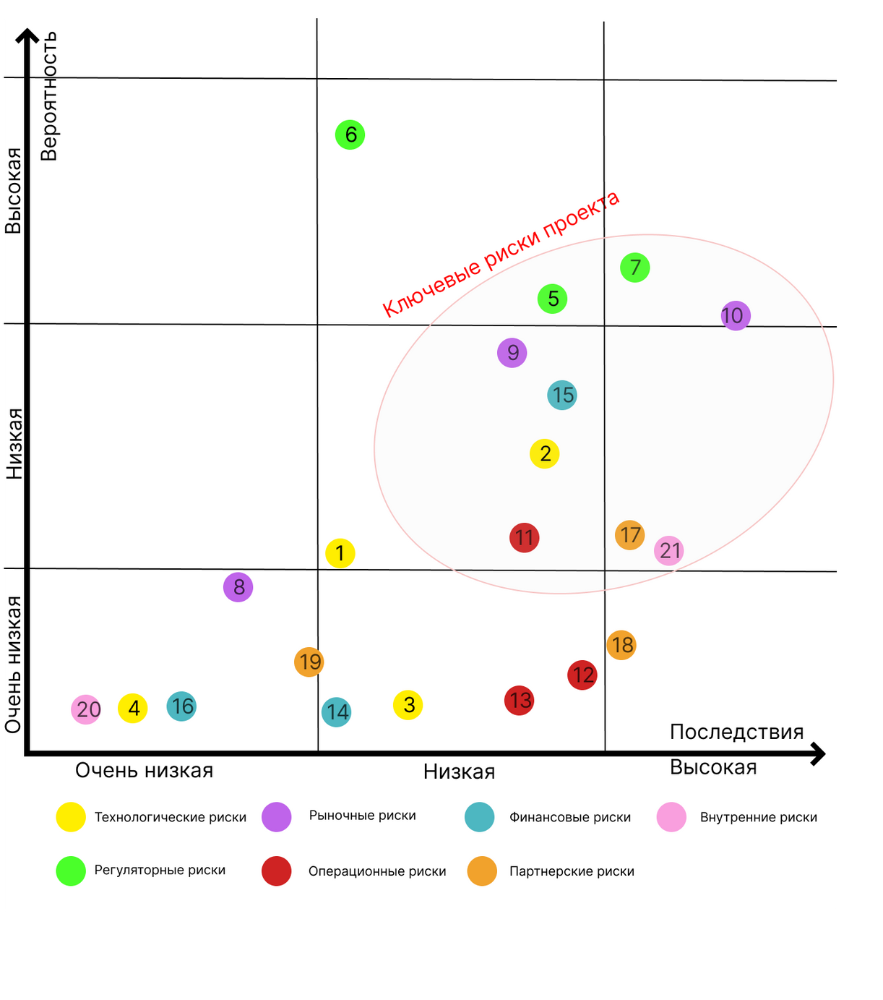 Вероятность
Высокая
6
Ключевые риски проекта
7
5
10
9
15
Низкая
2
11
17
21
1
8
Очень низкая
18
19
12
13
3
14
16
4
20
Последствия
Очень низкая
Низкая
Высокая
Технологические риски
Рыночные риски
Финансовые риски
Внутренние риски
Регуляторные риски
Операционные риски
Партнерские риски